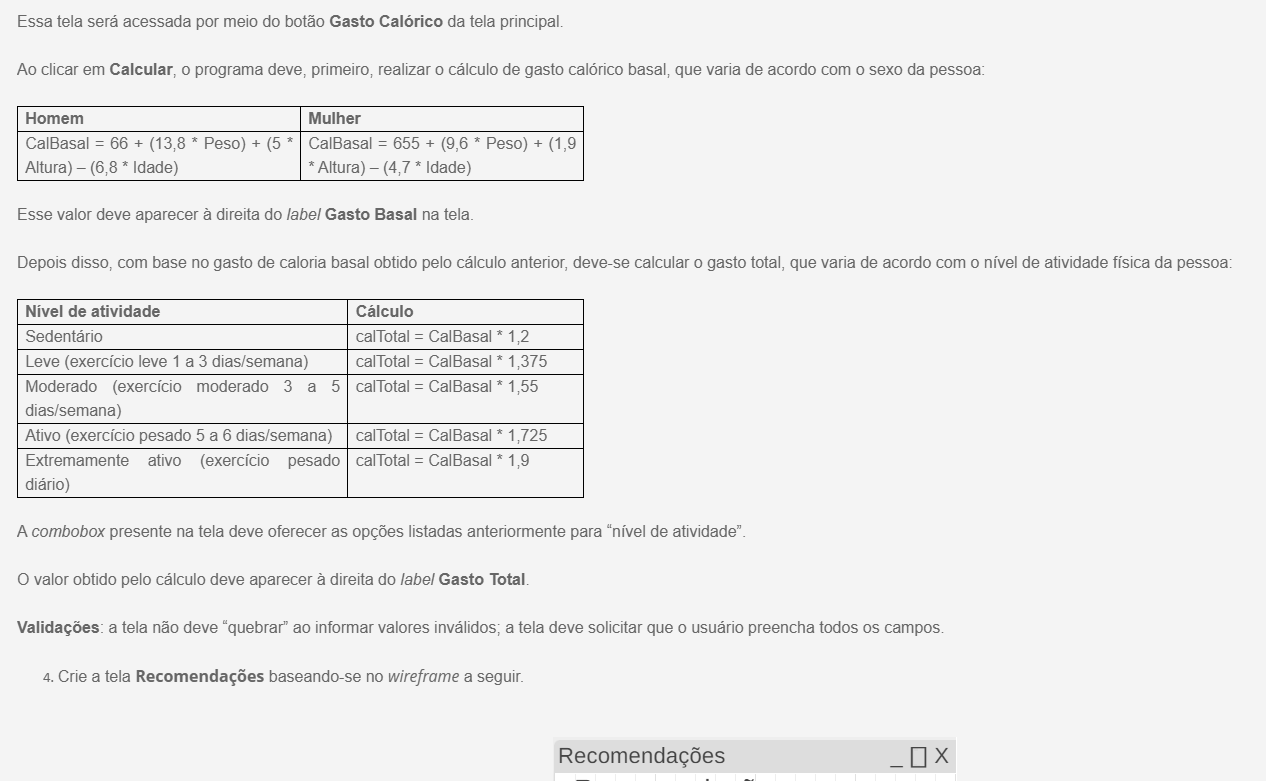 Essa tela será acessada por meio do botão Gasto Calórico da tela principal.
Ao clicar em Calcular, o programa deve, primeiro, realizar o cálculo de gasto calórico basal, que varia de acordo com o sexo da pessoa:
Homem
Mulher
CalBasal = 66 + (13,8 * Peso) + (5 *
Altura) – (6,8 * Idade)
CalBasal = 655 + (9,6 * Peso) + (1,9
* Altura) – (4,7 * Idade)
Esse valor deve aparecer à direita do label Gasto Basal na tela.
Depois disso, com base no gasto de caloria basal obtido pelo cálculo anterior, deve-se calcular o gasto total, que varia de acordo com o nível de atividade física da pessoa:
Nível de atividade
Cálculo
Sedentário
calTotal = CalBasal * 1,2
Leve (exercício leve 1 a 3 dias/semana)
calTotal = CalBasal * 1,375
Moderado (exercício moderado 3 a 5
dias/semana)
calTotal = CalBasal * 1,55
Ativo (exercício pesado 5 a 6 dias/semana)
calTotal = CalBasal * 1,725
Extremamente ativo (exercício pesado
diário)
calTotal = CalBasal * 1,9
A combobox presente na tela deve oferecer as opções listadas anteriormente para “nível de atividade”.
O valor obtido pelo cálculo deve aparecer à direita do label Gasto Total.
Validações: a tela não deve “quebrar” ao informar valores inválidos; a tela deve solicitar que o usuário preencha todos os campos.
4. Crie a tela Recomendações baseando-se no wireframe a seguir.
Recomendações